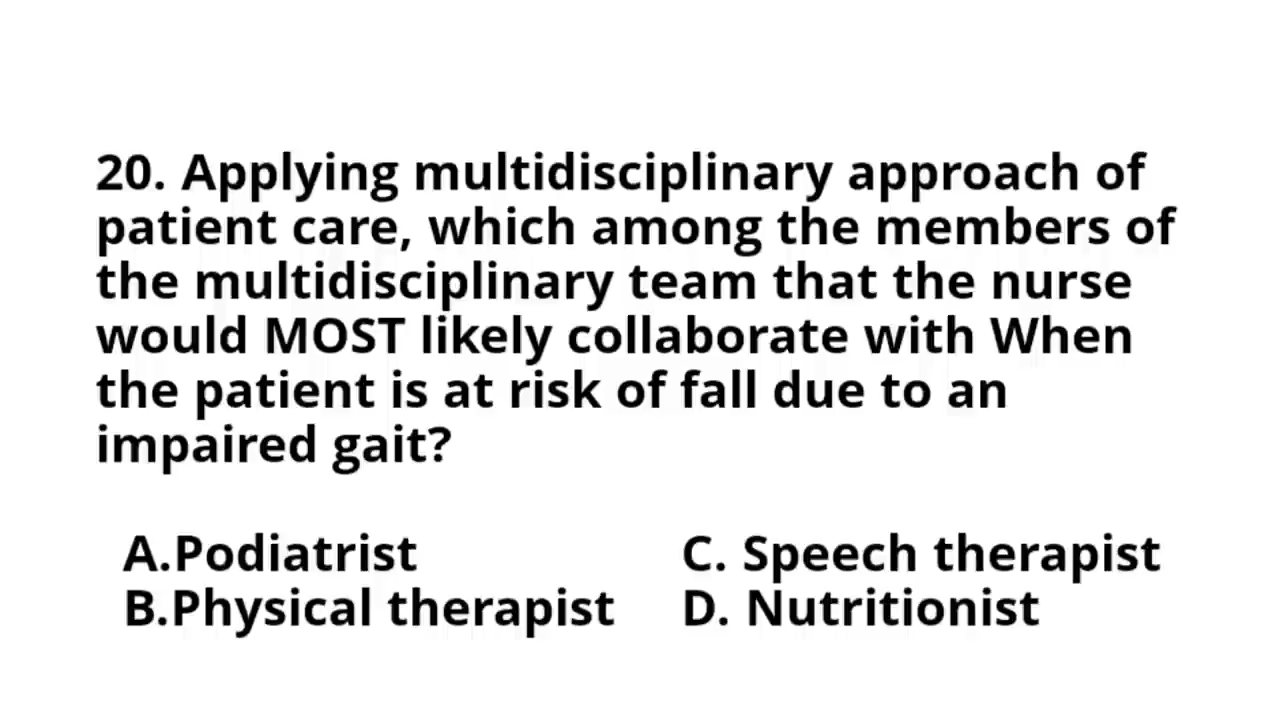 20. Applying multidisciplinary approach of
patient care, which among the members of
the multidisciplinary team that the nurse
would MOST likely collaborate with When
the patient is at risk of fall due to an
impaired gait?
A.Podiatrist
B.Physical therapist
C. Speech therapist
D. Nutritionist